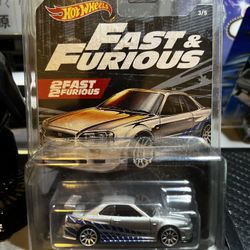 Hot Wheels
3/5
FAST &
FURIOUS
2 FAST
2 FURIOUS